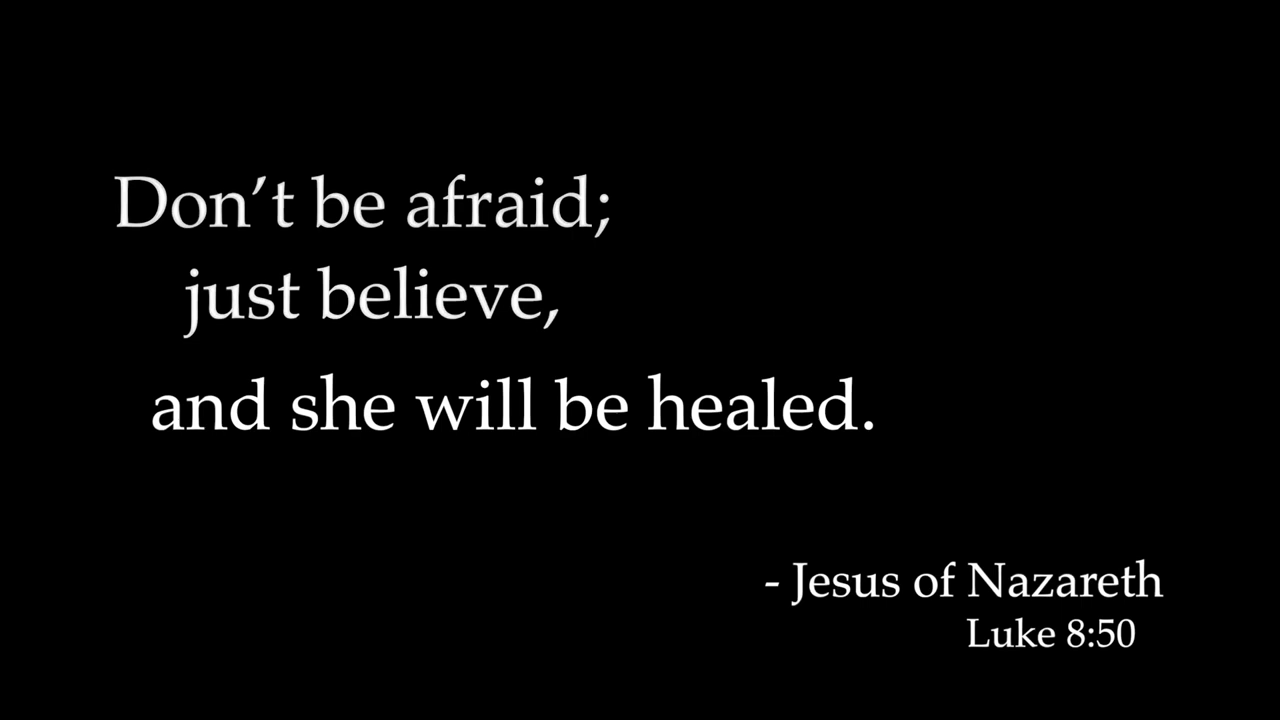 Don’t be afraid;
just believe,
and she will be healed.
- Jesus of Nazareth
Luke 8:50